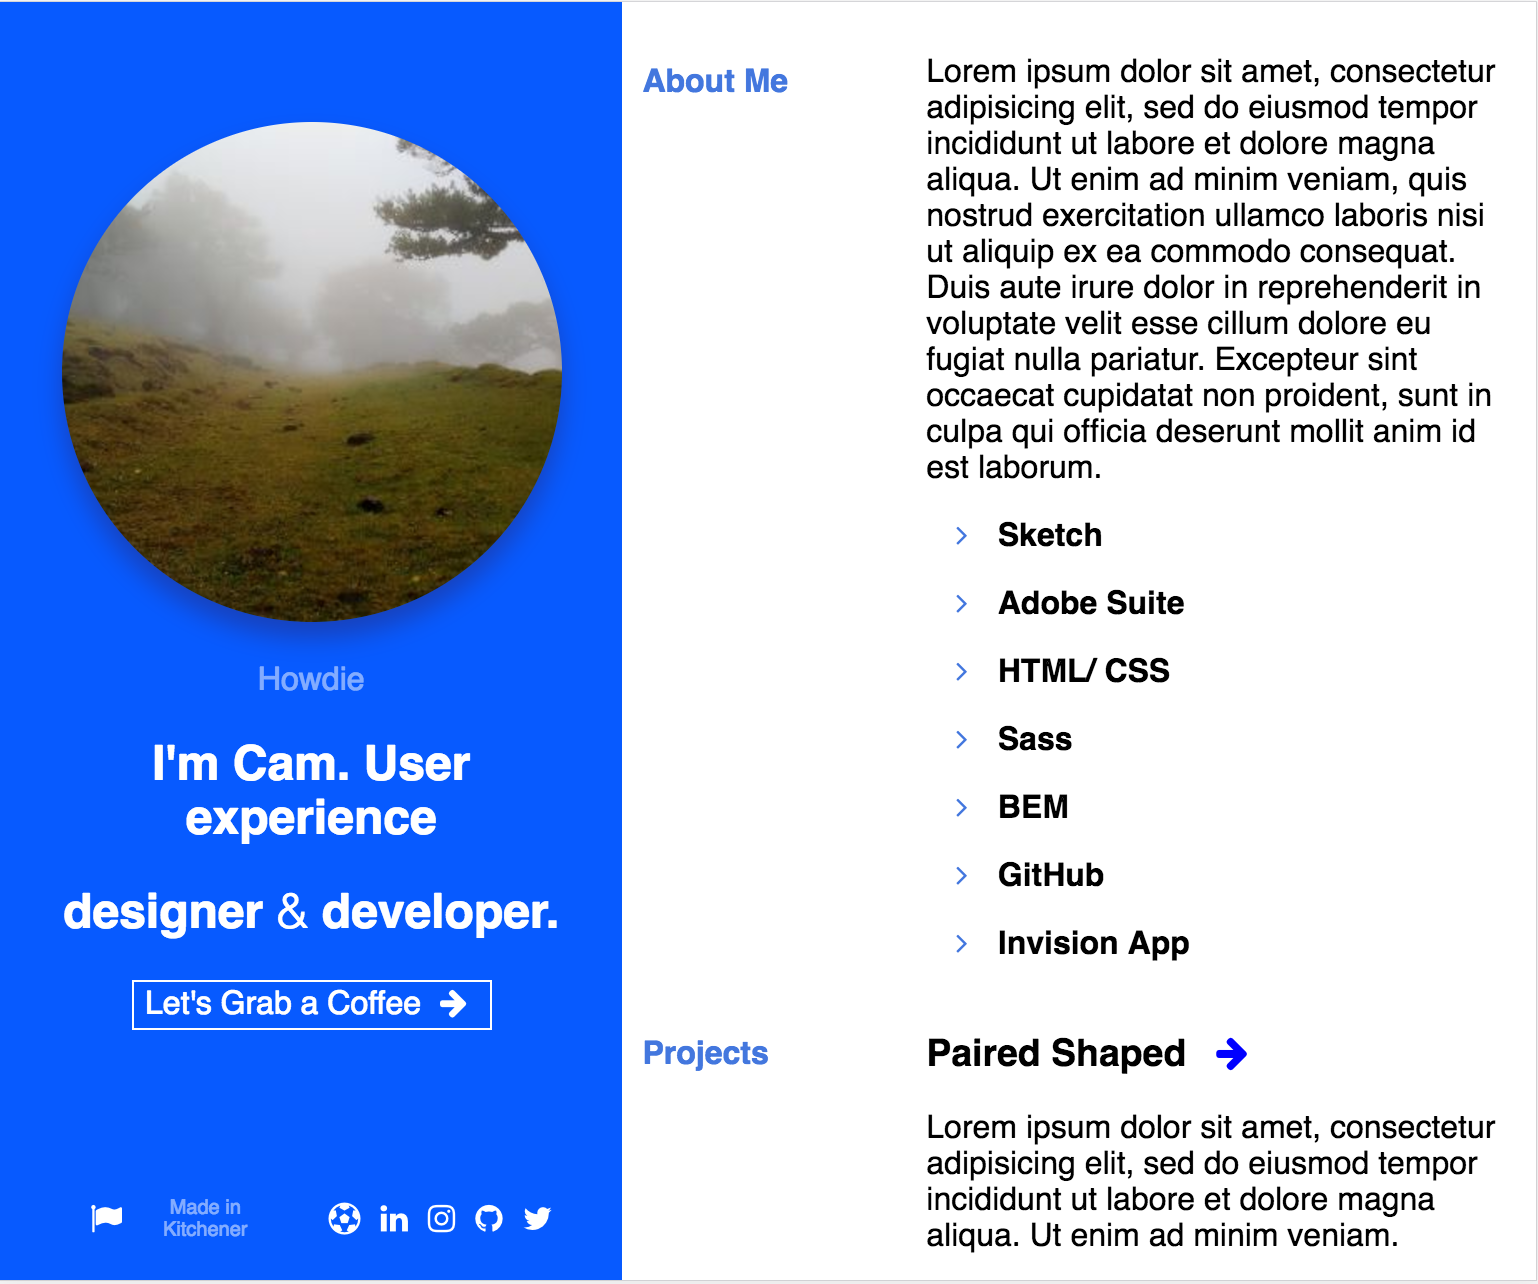 Howdie
I'm Cam. User
experience
designer & developer.
Let's Grab a Coffee
Made in
Kitchener
About Me
Lorem ipsum dolor sit amet, consectetur
adipisicing elit, sed do eiusmod tempor
incididunt ut labore et dolore magna
aliqua. Ut enim ad minim veniam, quis
nostrud exercitation ullamco laboris nisi
ut aliquip ex ea commodo consequat.
Duis aute irure dolor in reprehenderit in
voluptate velit esse cillum dolore eu
fugiat nulla pariatur. Excepteur sint
occaecat cupidatat non proident, sunt in
culpa qui officia deserunt mollit anim id
est laborum.
Sketch
Adobe Suite
HTML/ CSS
Sass
BEM
GitHub
Invision App
Projects
Paired Shaped
Lorem ipsum dolor sit amet, consectetur
adipisicing elit, sed do eiusmod tempor
incididunt ut labore et dolore magna
aliqua. Ut enim ad minim veniam.